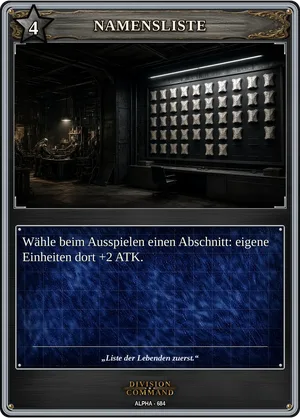 4
NAMENSLISTE
Wähle beim Ausspielen einen Abschnitt: eigene
Einheiten dort +2 ATK.
„Liste der Lebenden zuerst.“
DIVISION
COMMAND
ALPHA - 684